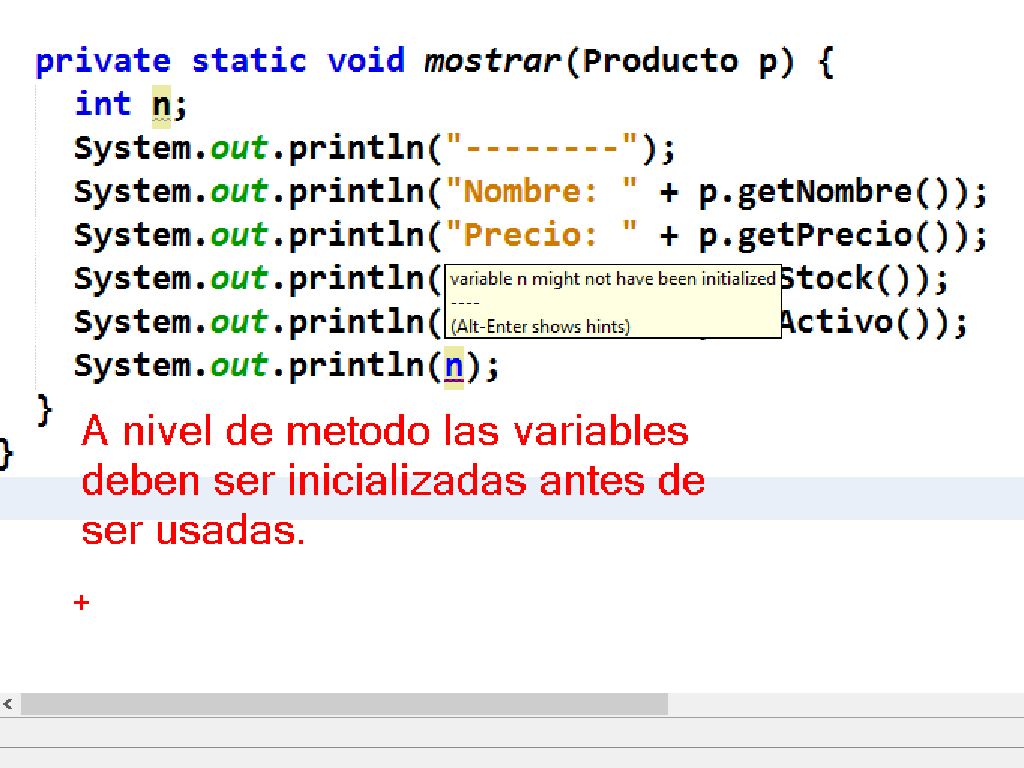 private static void mostrar(Producto p) {
int n;
System.out.println("--------");
System.out.println("Nombre: " + p.getNombre());
System.out.println("Precio: " + p.getPrecio());
System.out.println( Stock());
System.out.println( Activo());
variable n might not have been initialized
----
(Alt-Enter shows hints)
System.out.println(n);
}
}
A nivel de metodo las variables
deben ser inicializadas antes de
ser usadas.
+